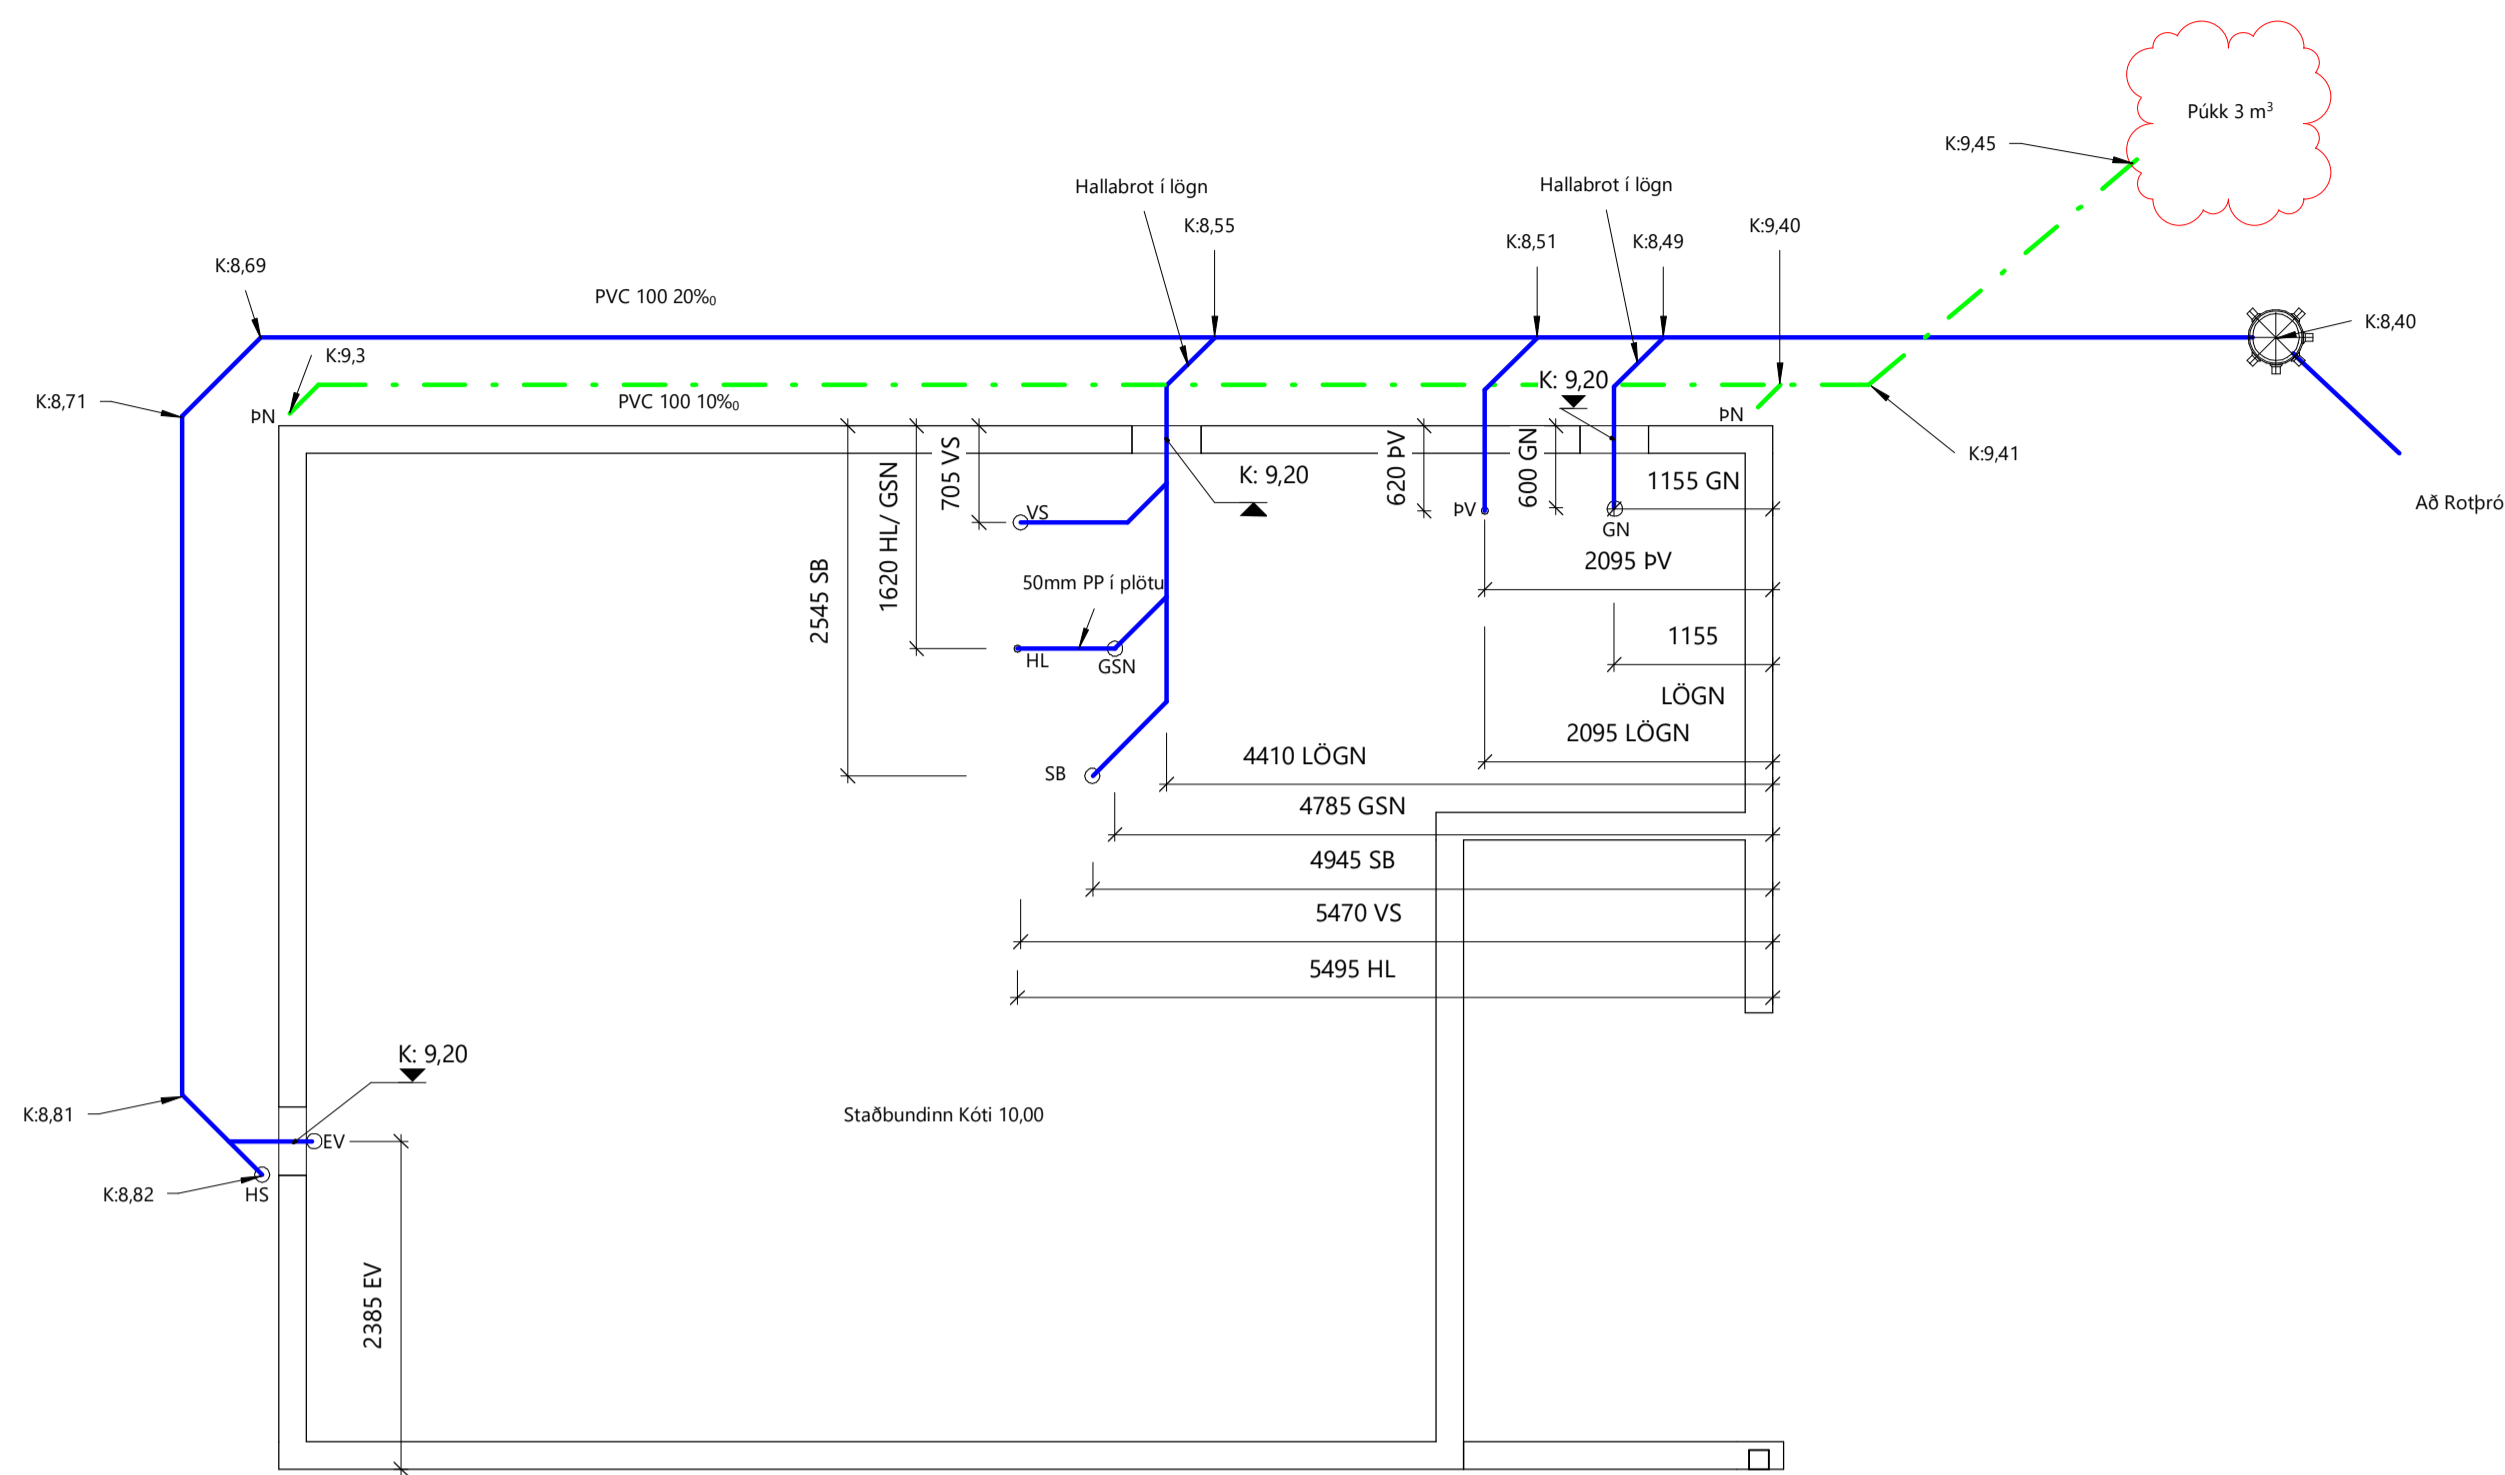 Púkk 3 m³
K:9,45
Hallabrot í lögn
Hallabrot í lögn
K:8,55
K:8,51
K:8,49
K:9,40
K:8,69
PVC 100 20‰
K:8,40
K:9,3
K:8,71
ÞN
PVC 100 10‰
K: 9,20
ÞN
K:9,41
705 VS
1620 HL/ GSN
2545 SB
K: 9,20
620 ÞV
600 GN
1155 GN
Að Rotþró
VS
ÞV
GN
2095 ÞV
50mm PP í plötu
1155
LÖGN
HL
GSN
2095 LÖGN
4410 LÖGN
SB
4785 GSN
4945 SB
5470 VS
5495 HL
K: 9,20
K:8,81
Staðbundinn Kóti 10,00
EV
K:8,82
HS
2385 EV